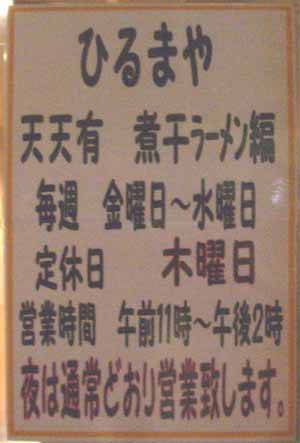 ひるまや
天天有　煮干ラーメン編
毎週　金曜日～水曜日
定休日　木曜日
営業時間　午前11時～午後2時
夜は通常どおり営業致します。